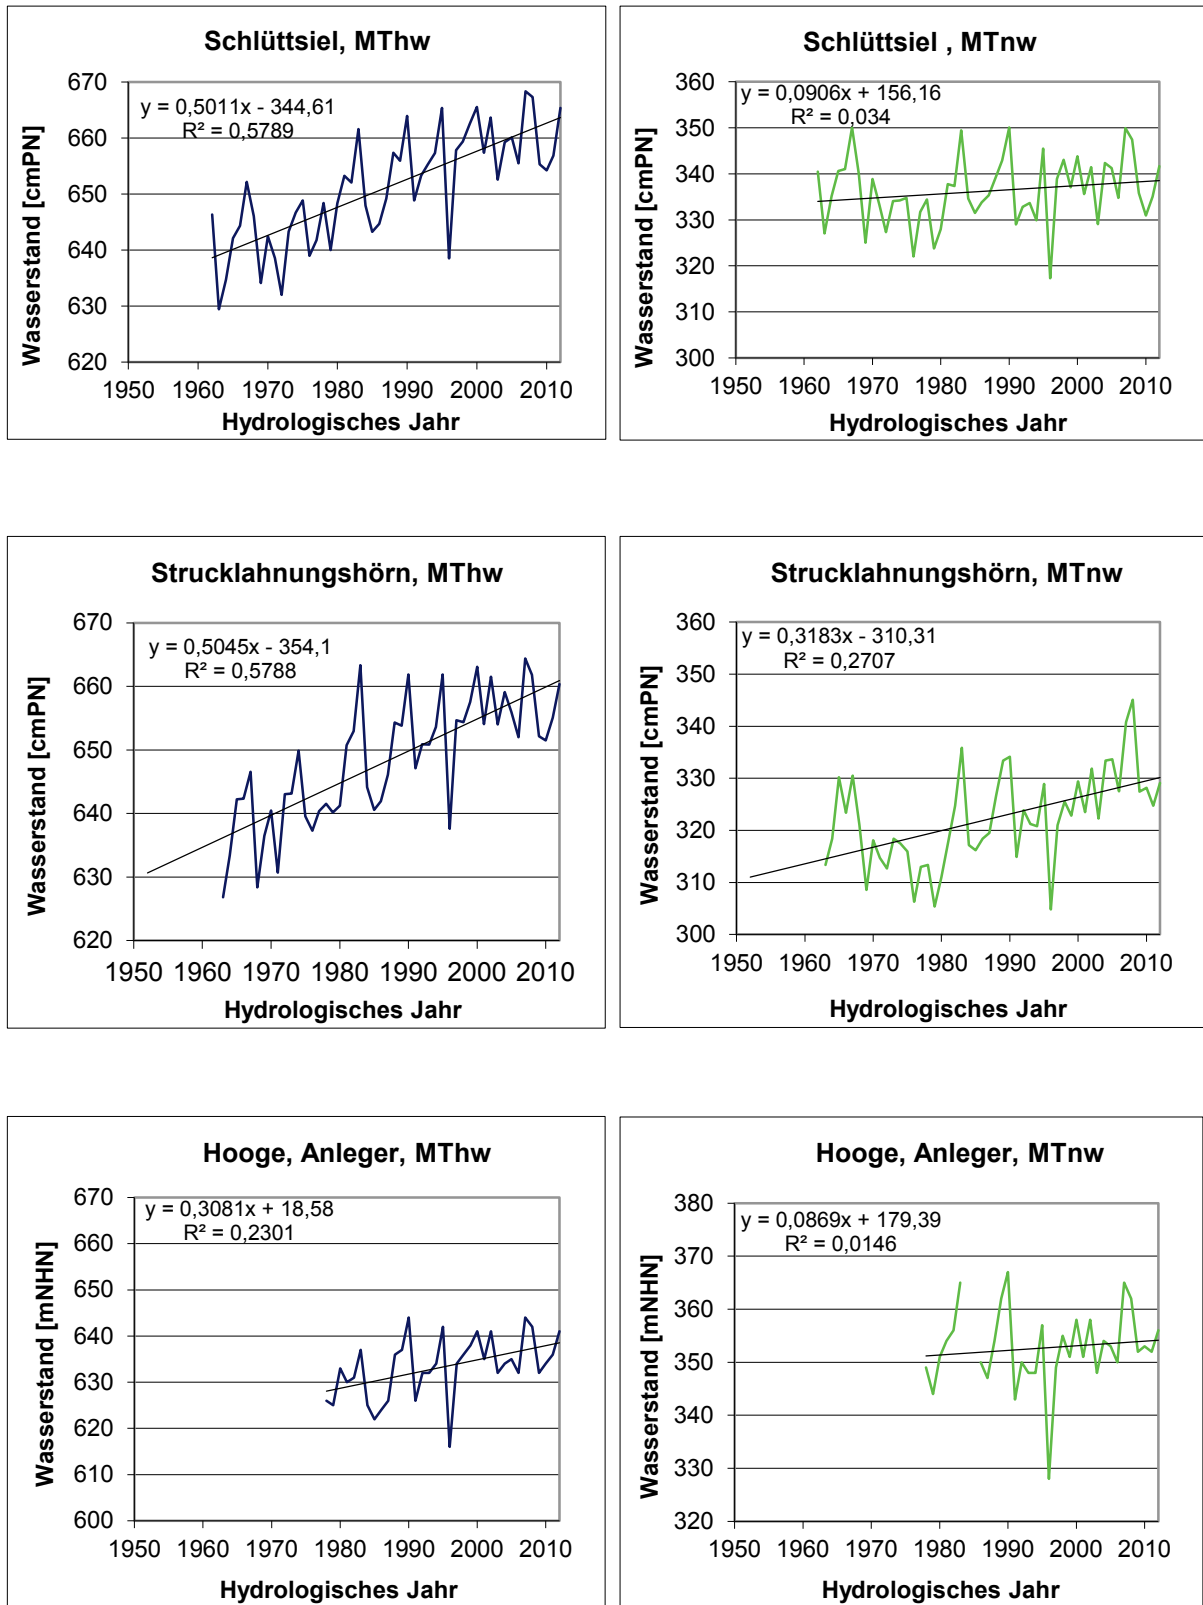 Schlüttsiel, MThw
y = 0,5011x - 344,61
R² = 0,5789
Wasserstand [cmPN]
670
660
650
640
630
620
1950 1960 1970 1980 1990 2000 2010
Hydrologisches Jahr
Schlüttsiel , MTnw
y = 0,0906x + 156,16
R² = 0,034
Wasserstand [cmPN]
360
350
340
330
320
310
300
1950 1960 1970 1980 1990 2000 2010
Hydrologisches Jahr
Strucklahnungshörn, MThw
y = 0,5045x - 354,1
R² = 0,5788
Wasserstand [cmPN]
670
660
650
640
630
620
1950 1960 1970 1980 1990 2000 2010
Hydrologisches Jahr
Strucklahnungshörn, MTnw
y = 0,3183x - 310,31
R² = 0,2707
Wasserstand [cmPN]
360
350
340
330
320
310
300
1950 1960 1970 1980 1990 2000 2010
Hydrologisches Jahr
Hooge, Anleger, MThw
y = 0,3081x + 18,58
R² = 0,2301
Wasserstand [mNHN]
670
660
650
640
630
620
610
600
1950 1960 1970 1980 1990 2000 2010
Hydrologisches Jahr
Hooge, Anleger, MTnw
y = 0,0869x + 179,39
R² = 0,0146
Wasserstand [mNHN]
380
370
360
350
340
330
320
1950 1960 1970 1980 1990 2000 2010
Hydrologisches Jahr